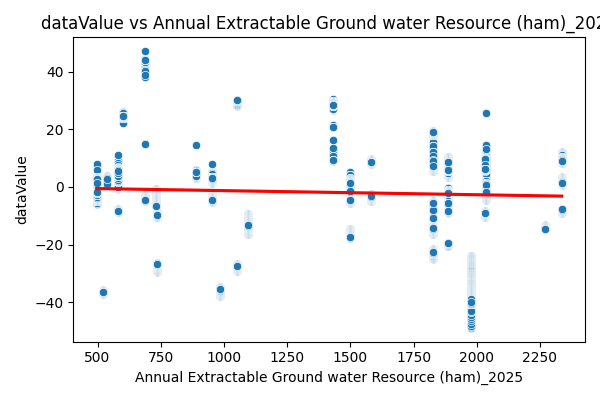 dataValue vs Annual Extractable Ground water Resource (ham)_202
dataValue
40
20
0
−20
−40
500 750 1000 1250 1500 1750 2000 2250
Annual Extractable Ground water Resource (ham)_2025